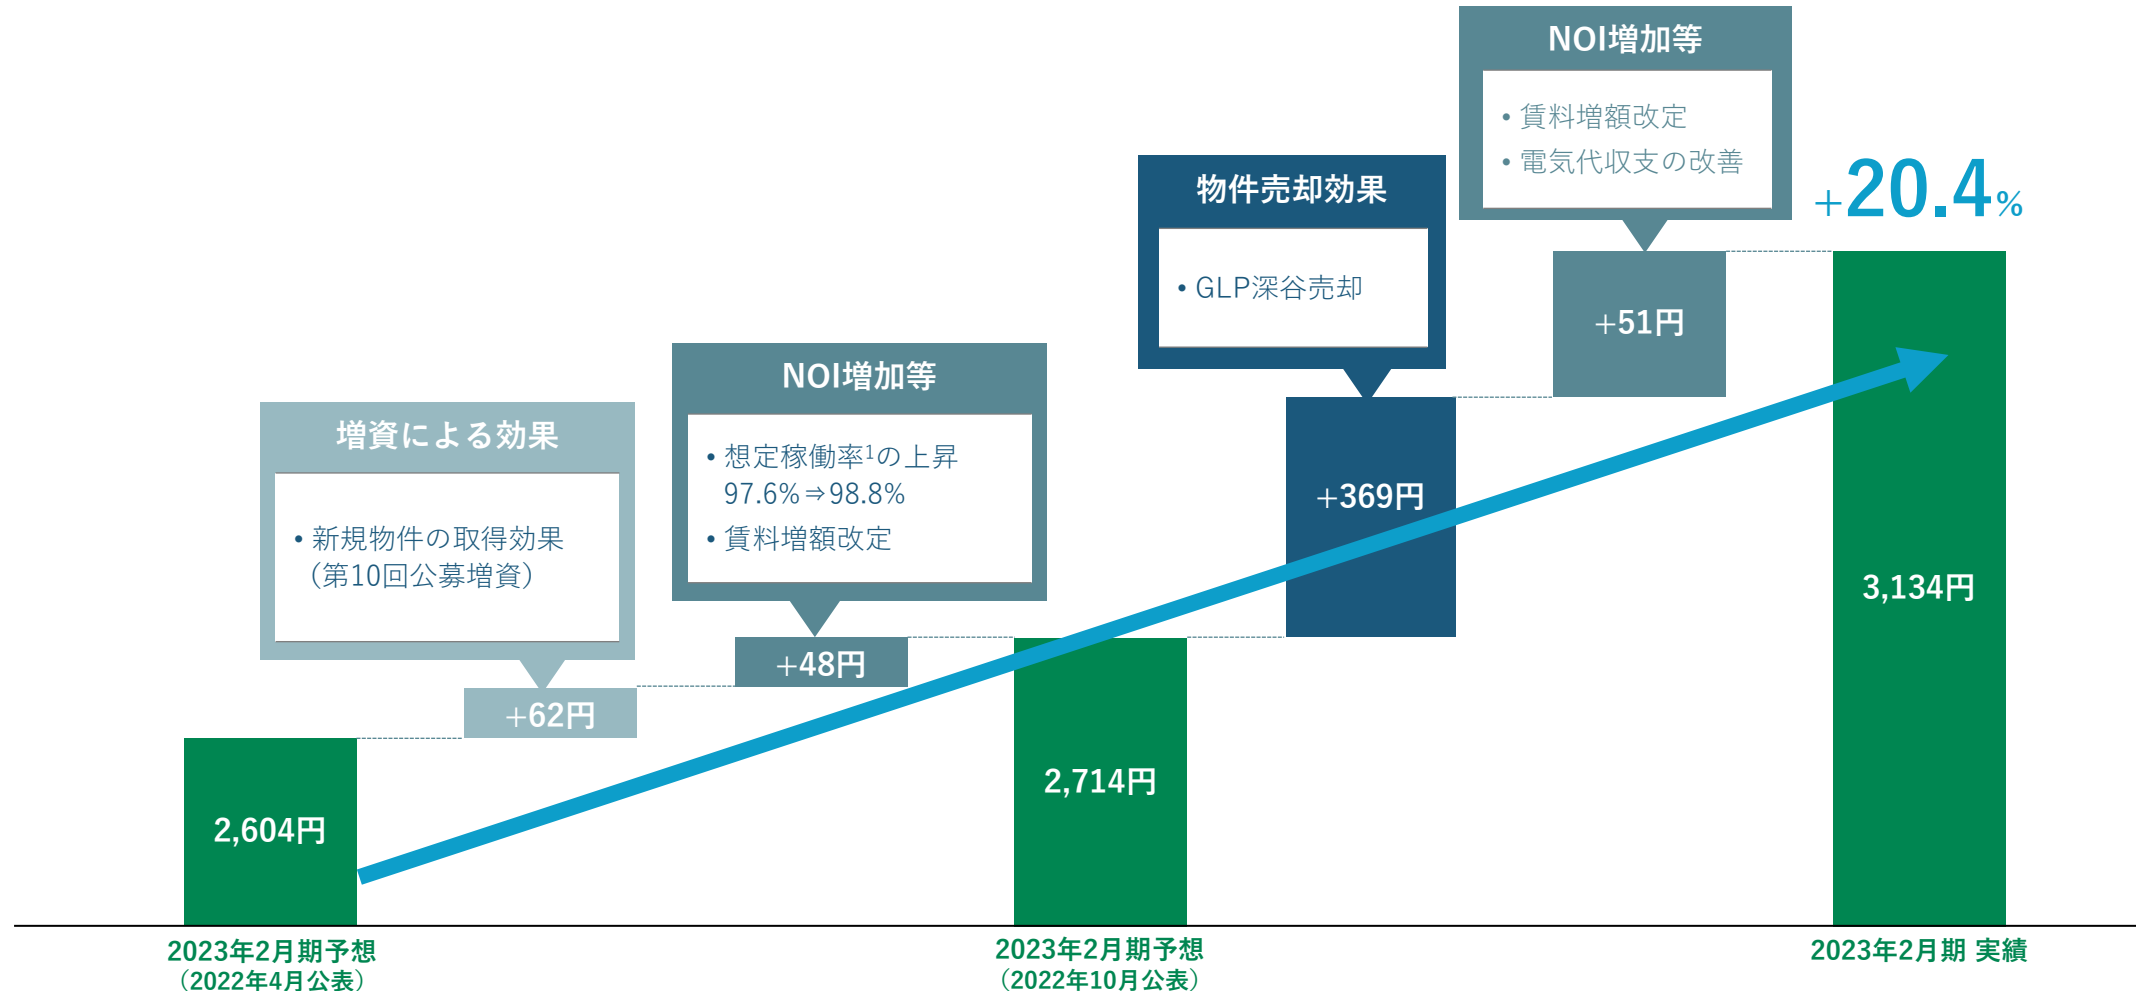 増資による効果
• 新規物件の取得効果
（第10回公募増資）
+62円
2,604円
2023年2月期予想
（2022年4月公表）
NOI増加等
• 想定稼働率1の上昇
97.6%⇒98.8%
• 賃料増額改定
+48円
2,714円
2023年2月期予想
（2022年10月公表）
物件売却効果
• GLP深谷売却
+369円
NOI増加等
• 賃料増額改定
• 電気代収支の改善
+51円
+20.4%
3,134円
2023年2月期 実績